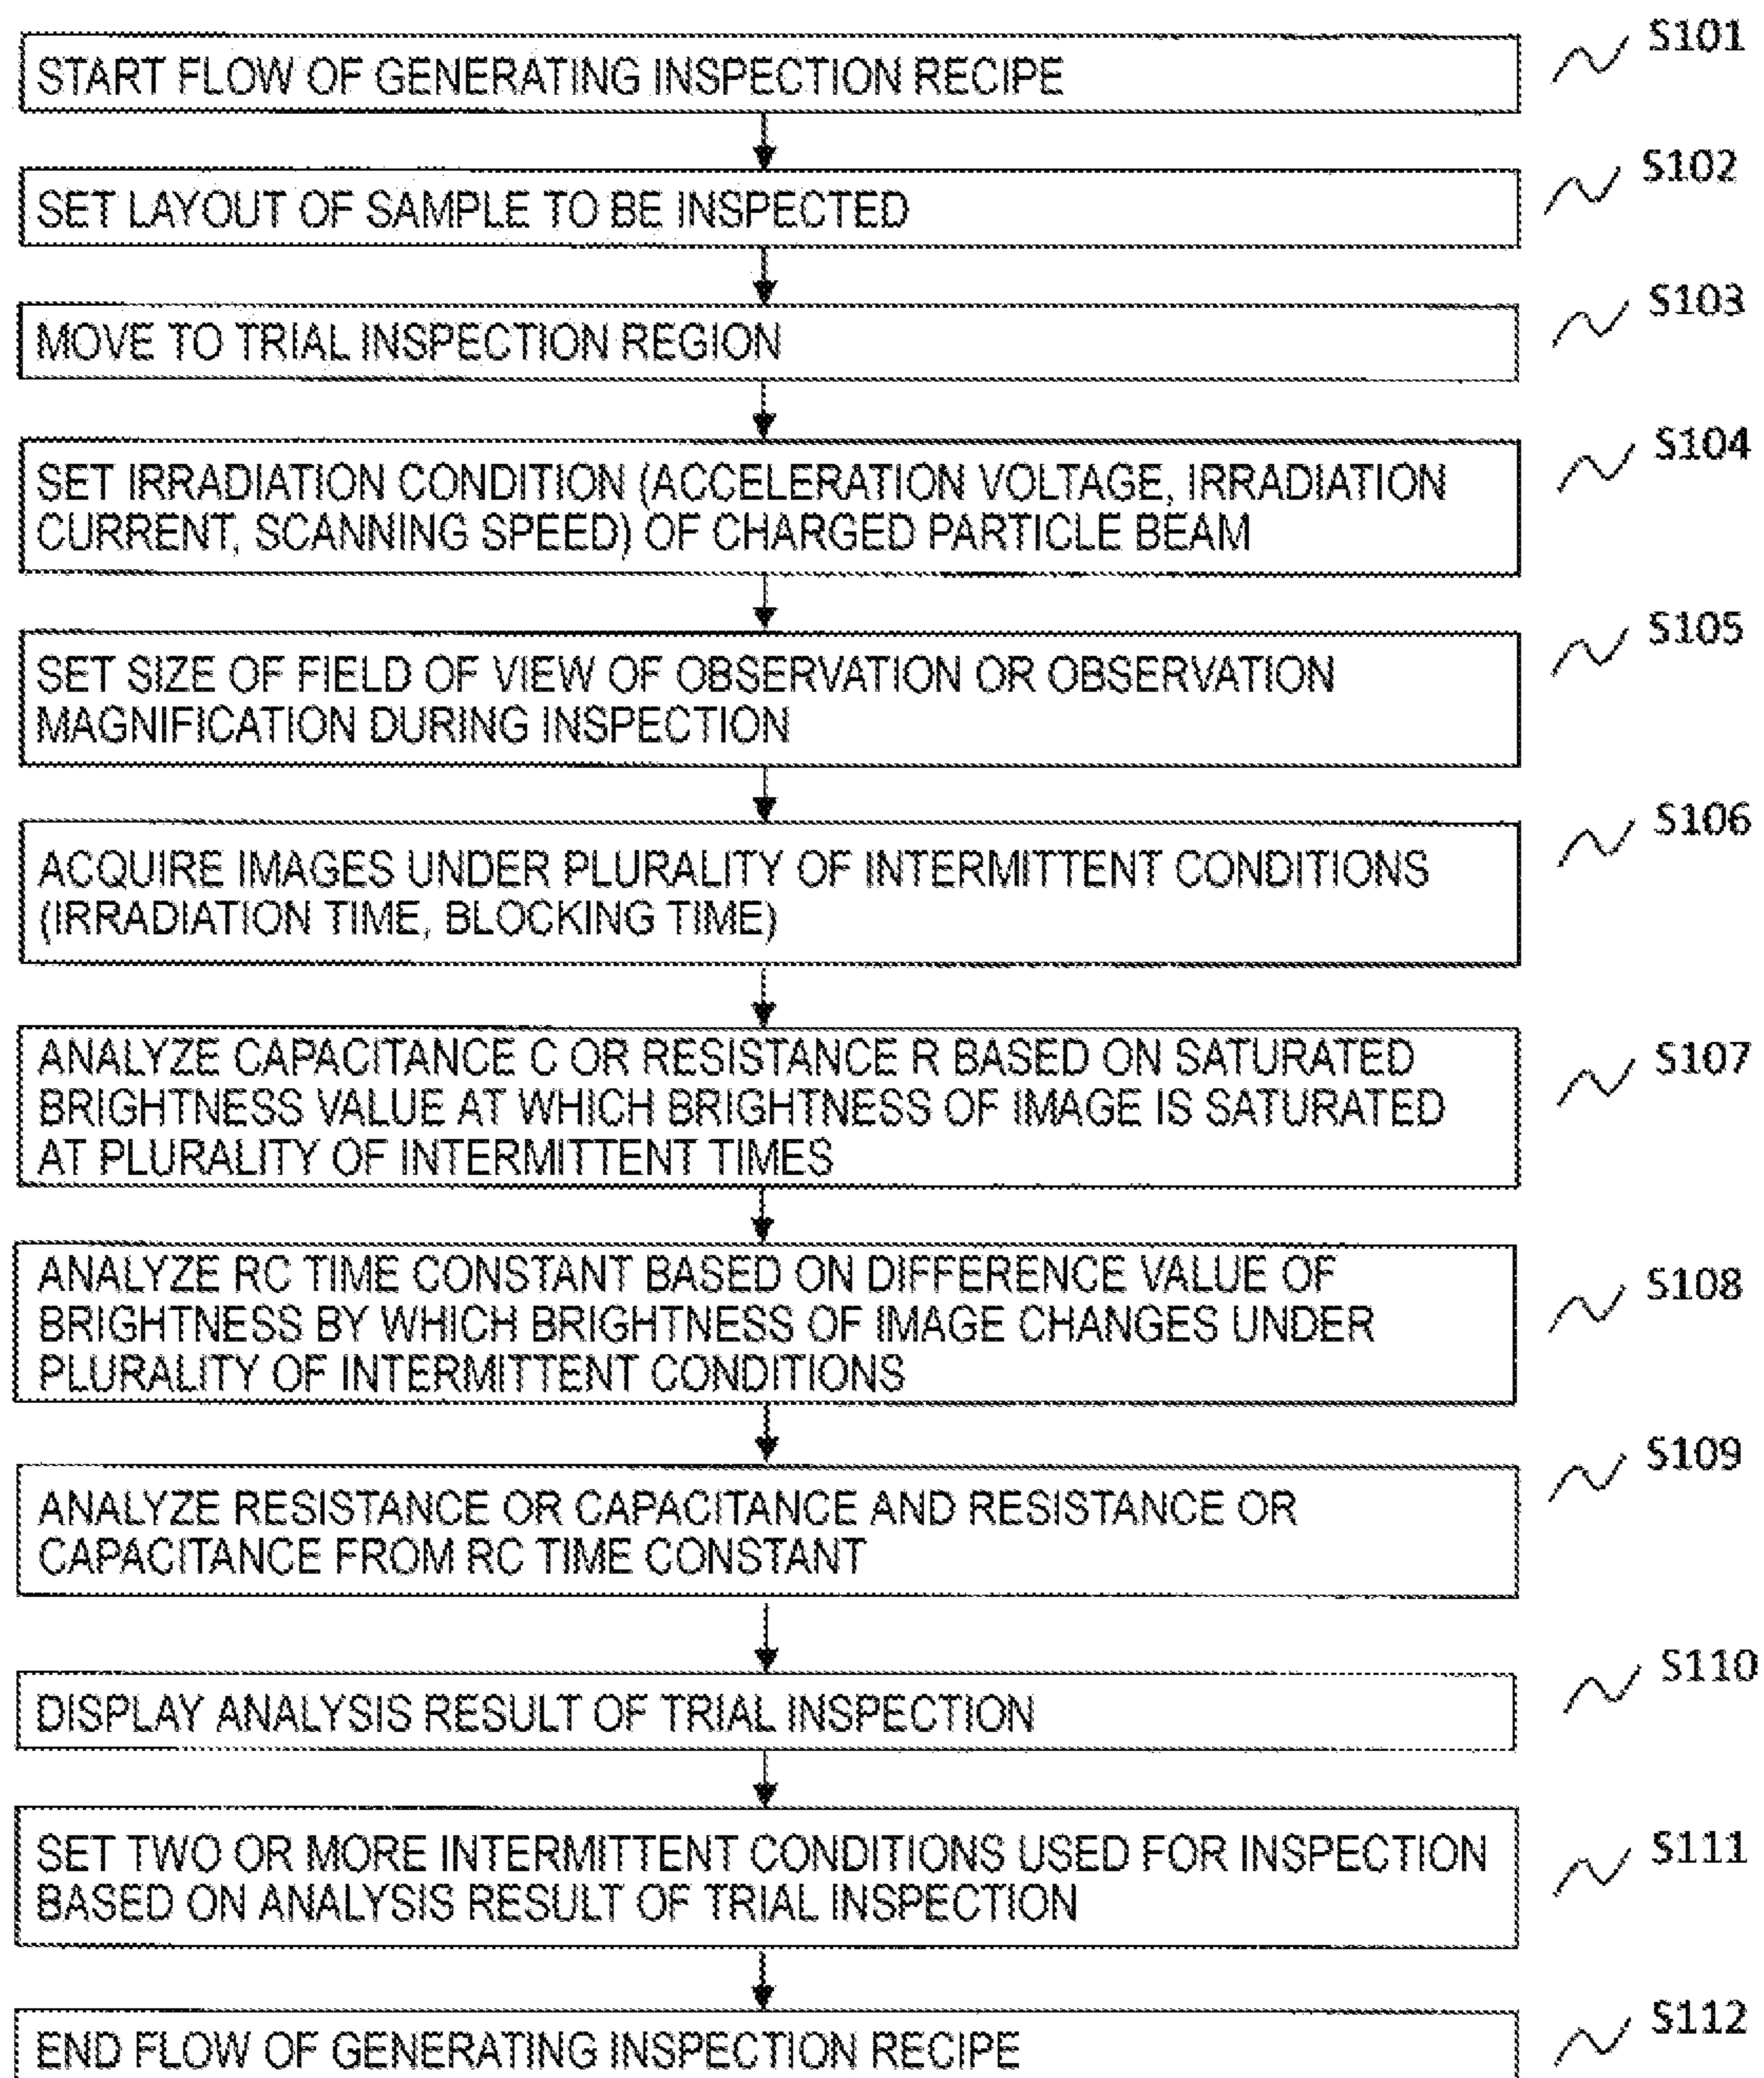 S101
START FLOW OF GENERATING INSPECTION RECIPE
S102
SET LAYOUT OF SAMPLE TO BE INSPECTED
S103
MOVE TO TRIAL INSPECTION REGION
S104
SET IRRADIATION CONDITION (ACCELERATION VOLTAGE, IRRADIATION
CURRENT, SCANNING SPEED) OF CHARGED PARTICLE BEAM
S105
SET SIZE OF FIELD OF VIEW OF OBSERVATION OR OBSERVATION
MAGNIFICATION DURING INSPECTION
S106
ACQUIRE IMAGES UNDER PLURALITY OF INTERMITTENT CONDITIONS
(IRRADIATION TIME, BLOCKING TIME)
S107
ANALYZE CAPACITANCE C OR RESISTANCE R BASED ON SATURATED
BRIGHTNESS VALUE AT WHICH BRIGHTNESS OF IMAGE IS SATURATED
AT PLURALITY OF INTERMITTENT TIMES
S108
ANALYZE RC TIME CONSTANT BASED ON DIFFERENCE VALUE OF
BRIGHTNESS BY WHICH BRIGHTNESS OF IMAGE CHANGES UNDER
PLURALITY OF INTERMITTENT CONDITIONS
S109
ANALYZE RESISTANCE OR CAPACITANCE AND RESISTANCE OR
CAPACITANCE FROM RC TIME CONSTANT
S110
DISPLAY ANALYSIS RESULT OF TRIAL INSPECTION
S111
SET TWO OR MORE INTERMITTENT CONDITIONS USED FOR INSPECTION
BASED ON ANALYSIS RESULT OF TRIAL INSPECTION
S112
END FLOW OF GENERATING INSPECTION RECIPE